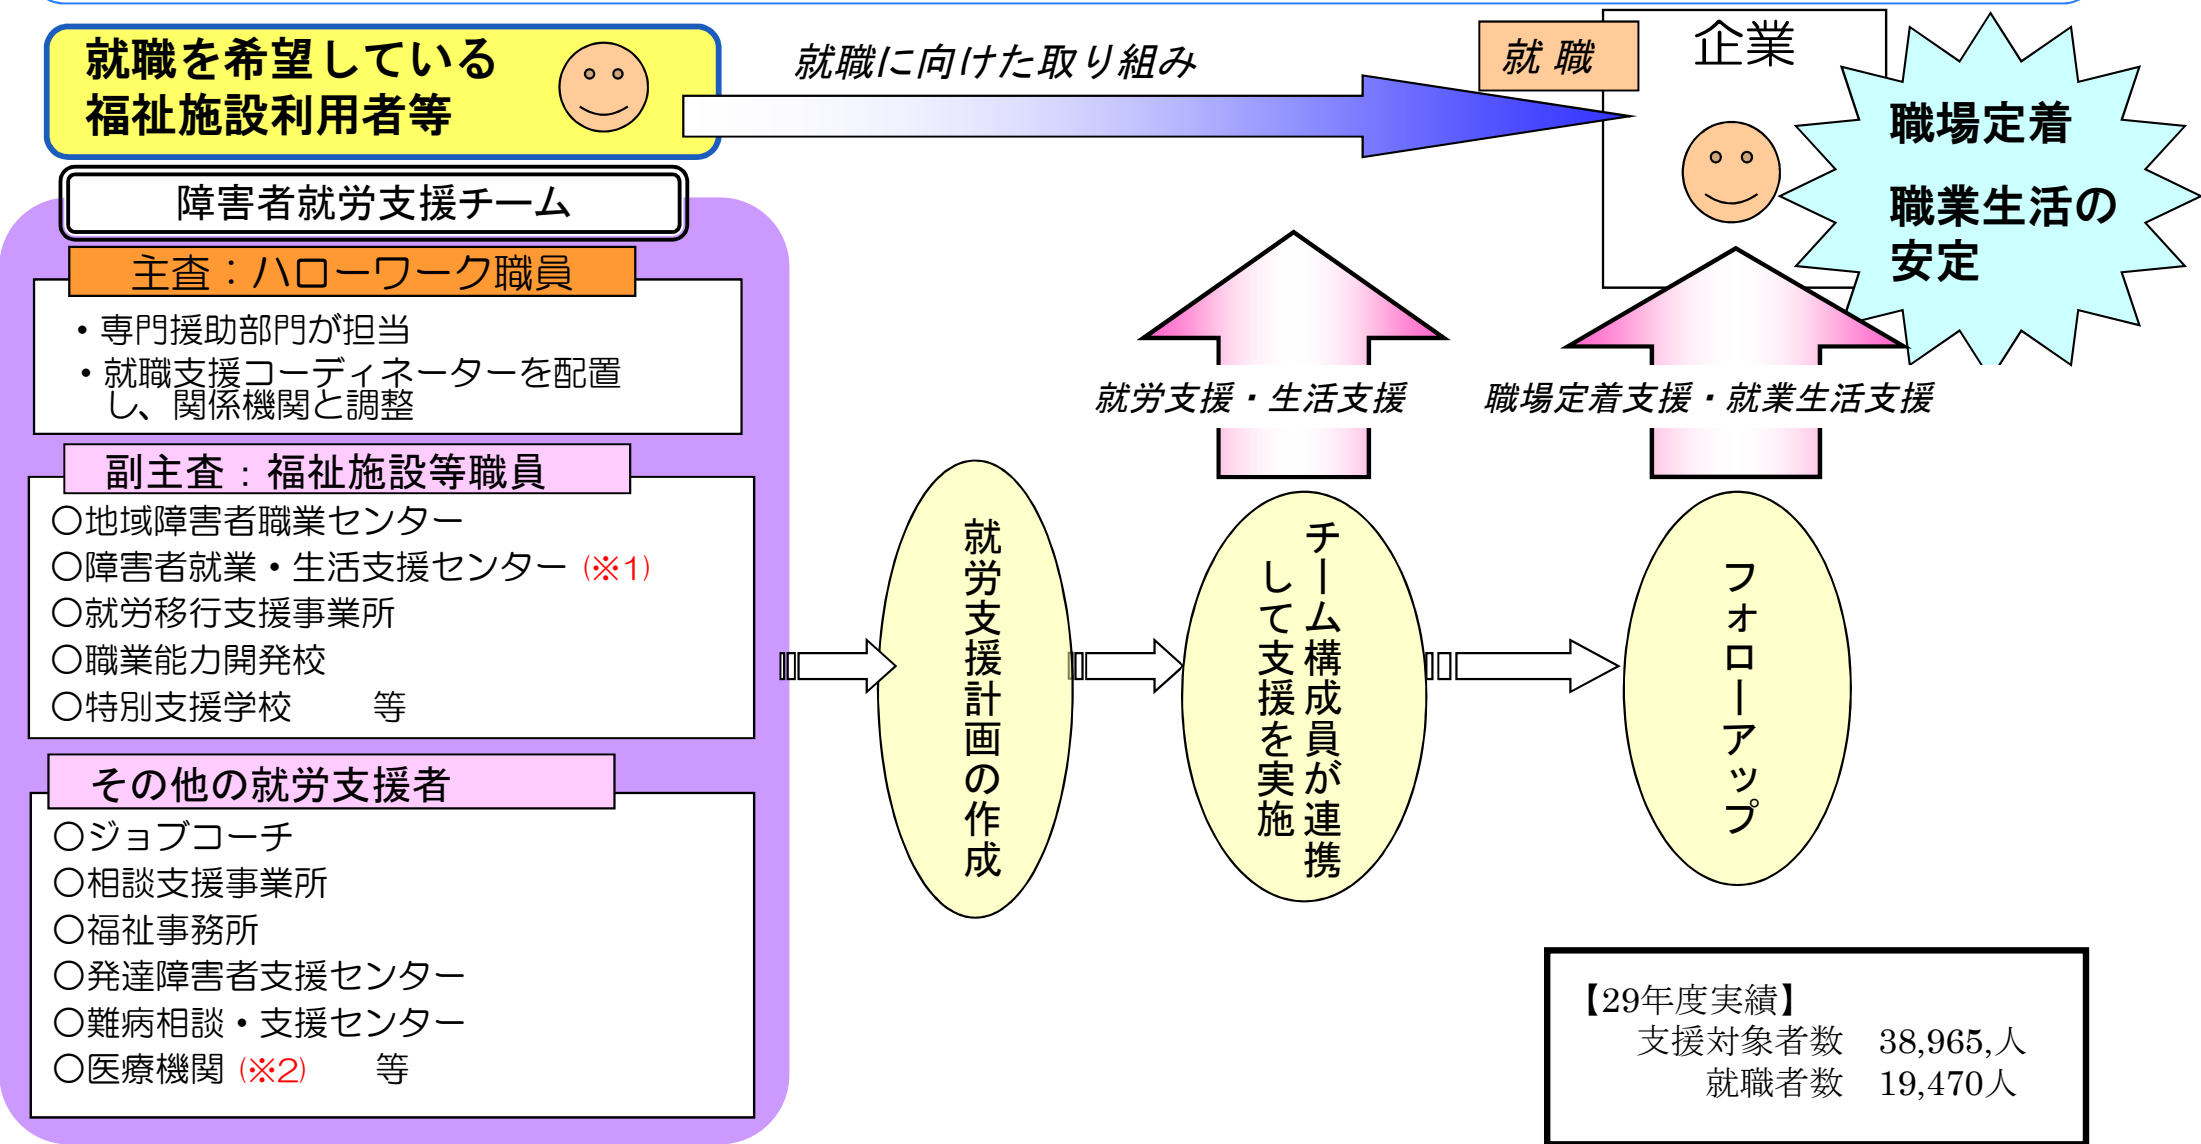 就職を希望している
福祉施設利用者等
就職に向けた取り組み
就 職
企業
職場定着
職業生活の
安定
障害者就労支援チーム
主査：ハローワーク職員
・専門援助部門が担当
・就職支援コーディネーターを配置
し、関係機関と調整
副主査：福祉施設等職員
〇地域障害者職業センター
〇障害者就業・生活支援センター (※1)
〇就労移行支援事業所
〇職業能力開発校
〇特別支援学校　　等
その他の就労支援者
〇ジョブコーチ
〇相談支援事業所
〇福祉事務所
〇発達障害者支援センター
〇難病相談・支援センター
〇医療機関 (※2)　　等
就労支援計画の作成
就労支援・生活支援
チーム構成員が連携
して支援を実施
職場定着支援・就業生活支援
フォローアップ
【29年度実績】
支援対象者数　38,965,人
就職者数　19,470人